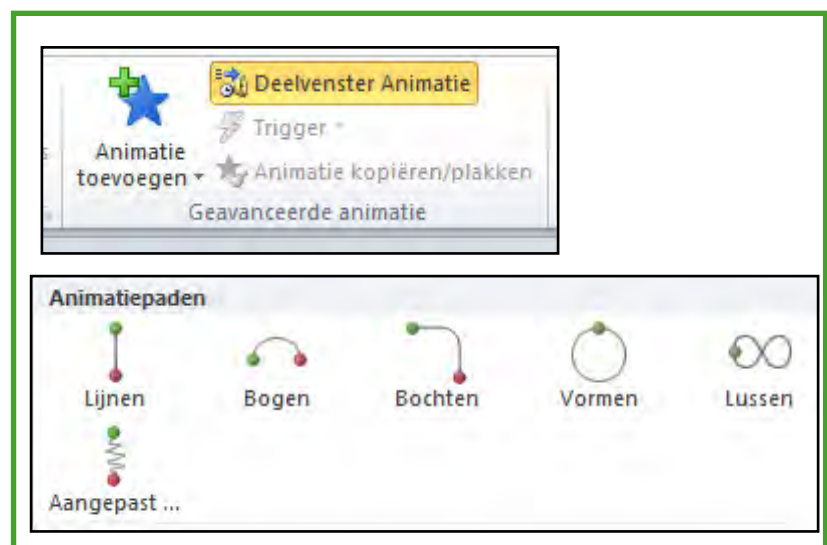 Deelvenster Animatie
Trigger
Animatie toevoegen
Animatie kopiëren/plakken
Geavanceerde animatie
Animatiepaden
Lijnen Bogen Bochten Vormen Lussen
Aangepast ...